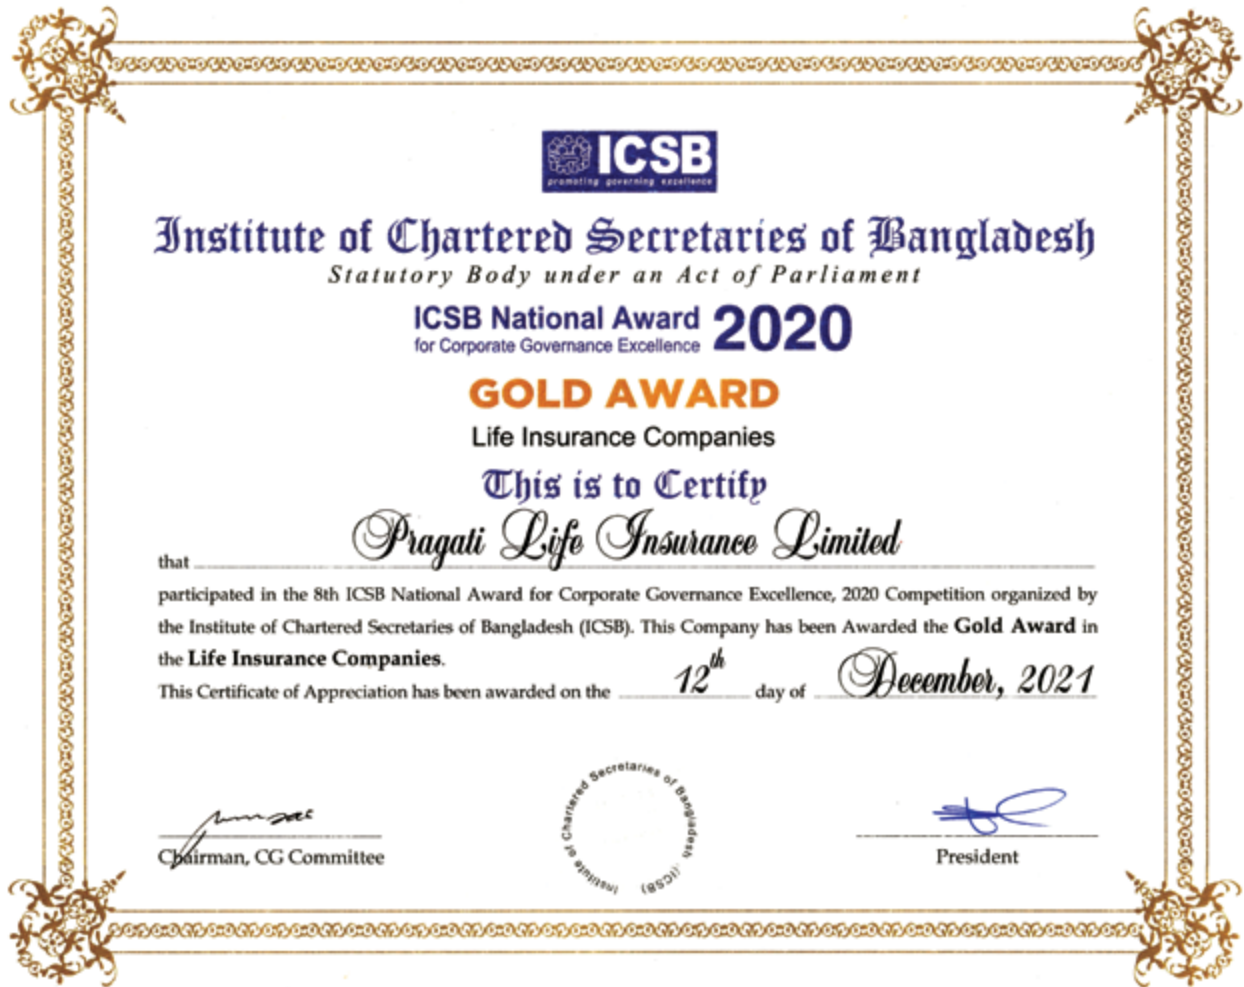 ICSB
promoting governing excellence
Institute of Chartered Secretaries of Bangladesh
Statutory Body under an Act of Parliament
ICSB National Award
for Corporate Governance Excellence
2020
GOLD AWARD
Life Insurance Companies
This is to Certify
that Pragati Life Insurance Limited
participated in the 8th ICSB National Award for Corporate Governance Excellence, 2020 Competition organized by
the Institute of Chartered Secretaries of Bangladesh (ICSB). This Company has been Awarded the Gold Award in
the Life Insurance Companies.
This Certificate of Appreciation has been awarded on the 12th day of December, 2021
Institute of Chartered Secretaries of Bangladesh (ICSB)
Chairman, CG Committee
President